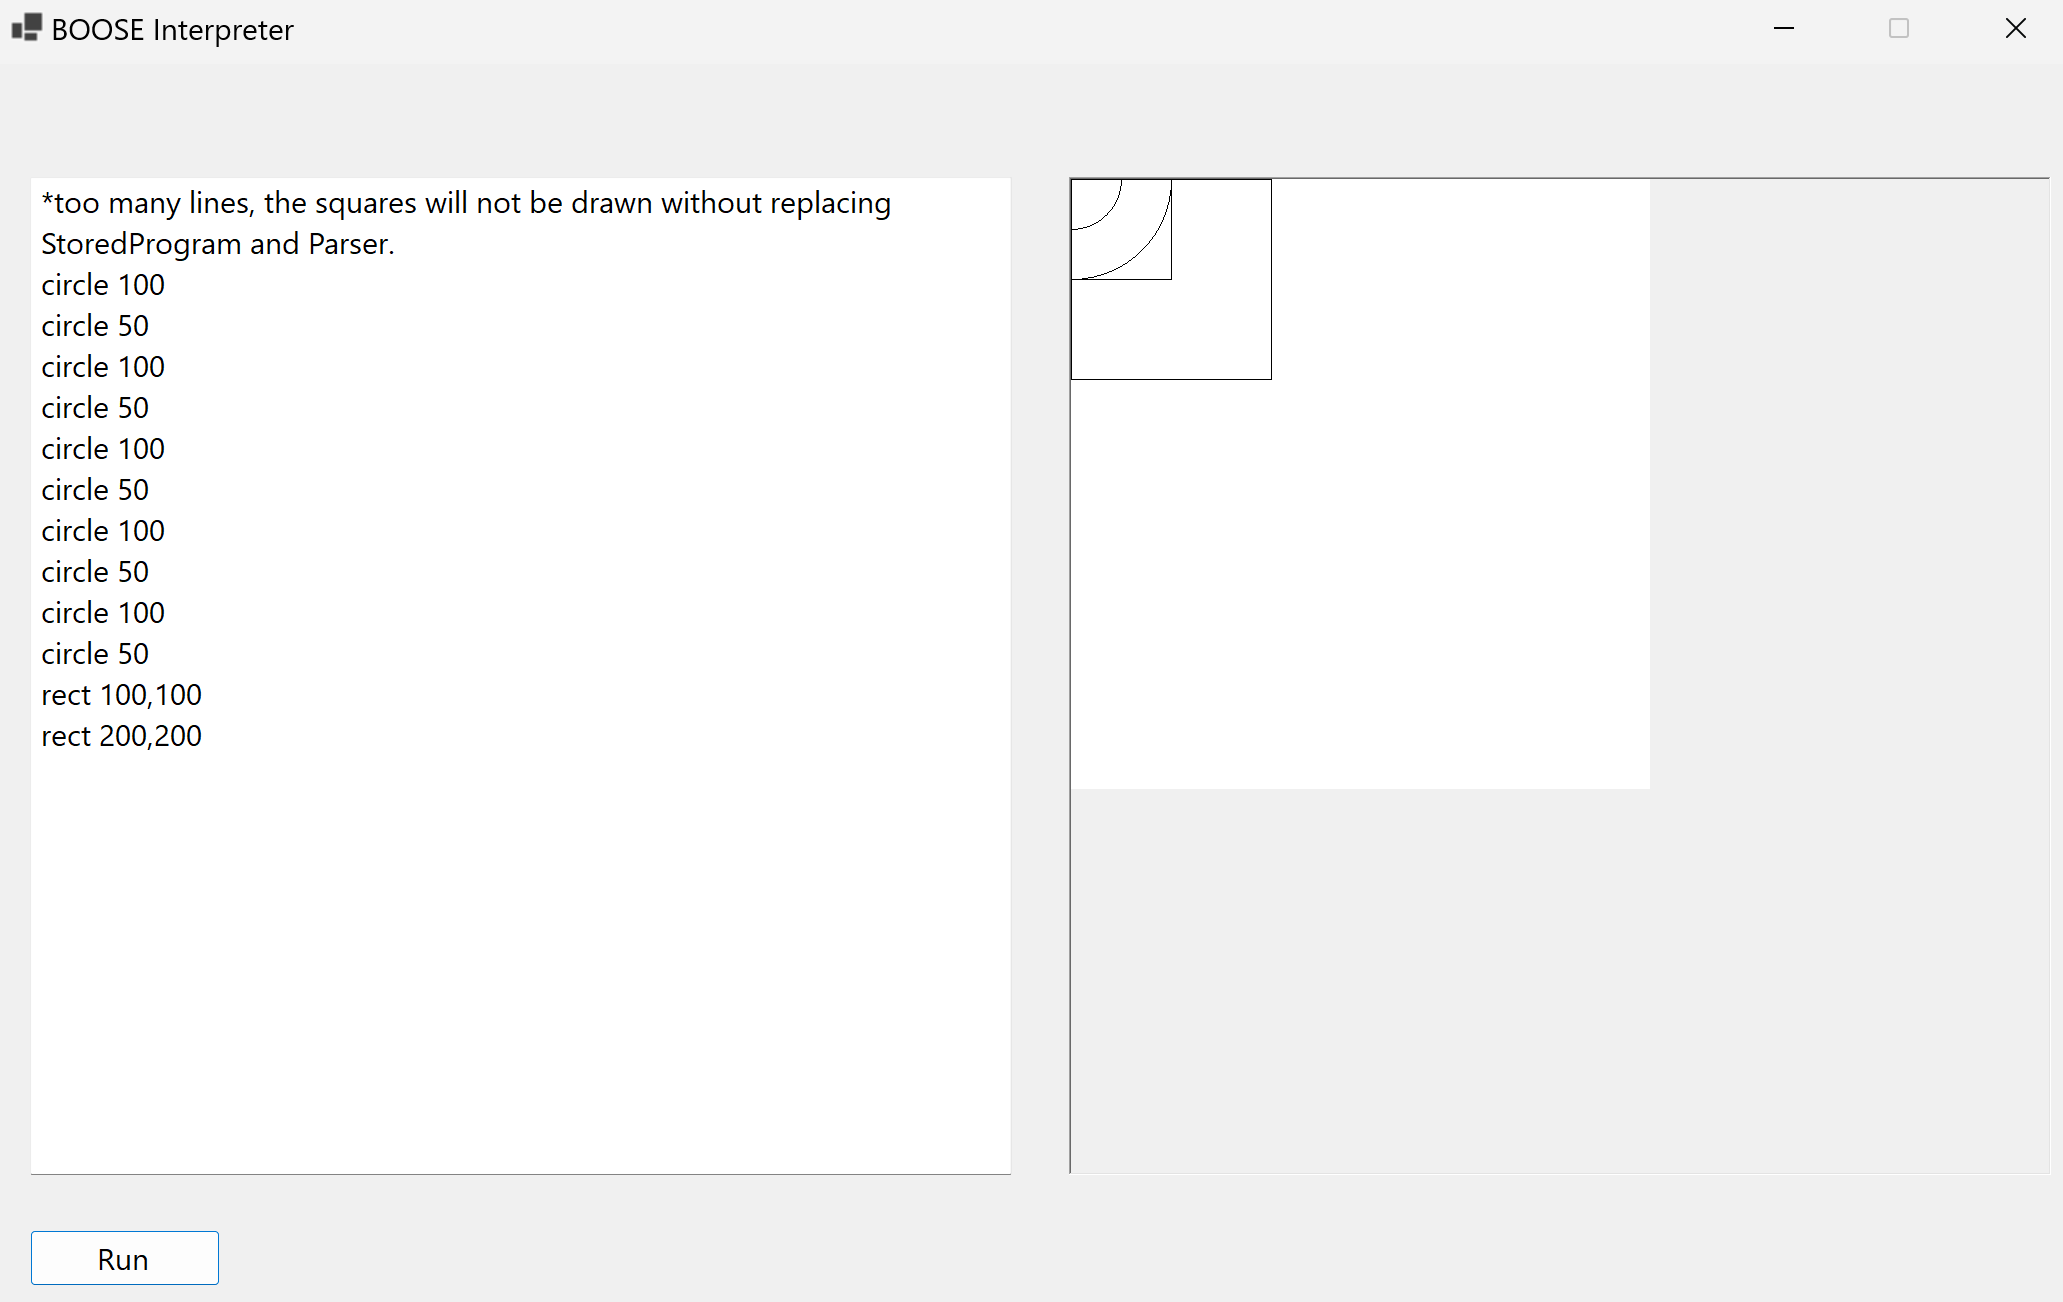 BOOSE Interpreter
*too many lines, the squares will not be drawn without replacing
StoredProgram and Parser.
circle 100
circle 50
circle 100
circle 50
circle 100
circle 50
circle 100
circle 50
circle 100
circle 50
rect 100,100
rect 200,200
Run